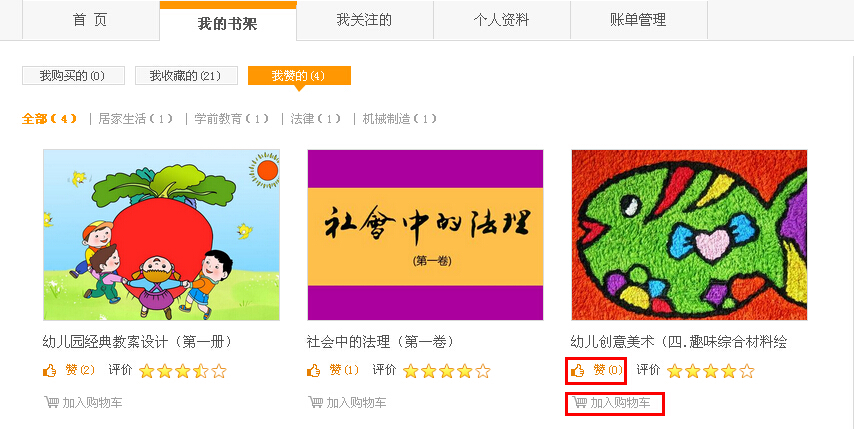 首 页 我的书架 我关注的 个人资料 账单管理
我购买的(0) 我收藏的(21) 我赞的(4)
全部(4) | 居家生活(1) | 学前教育(1) | 法律(1) | 机械制造(1)
社會中的法理
(第一卷)
幼儿园经典教案设计（第一册） 社会中的法理（第一卷） 幼儿创意美术（四.趣味综合材料绘
赞(2) 评价 赞(1) 评价 赞(0) 评价
加入购物车 加入购物车 加入购物车